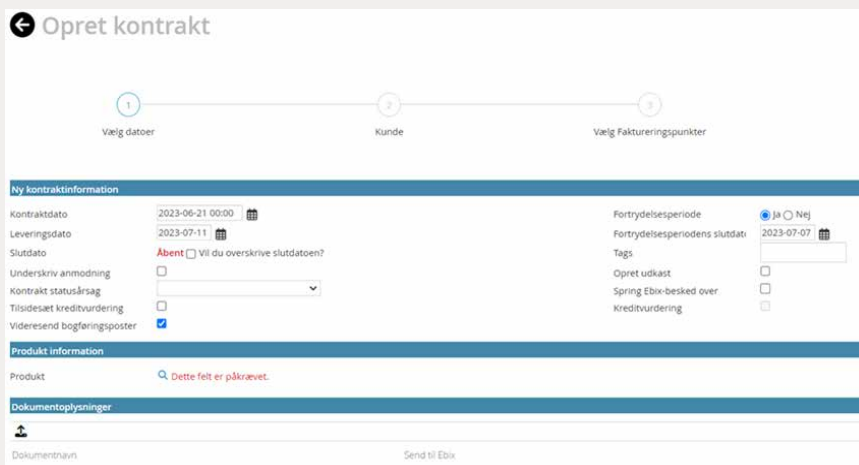 Opret kontrakt
1
2
3
Vælg datoer
Kunde
Vælg Faktureringspunkter
Ny kontraktinformation
Kontraktdato 2023-06-21 00:00
Fortrydelsesperiode Ja Nej
Leveringsdato 2023-07-11
Fortrydelsesperiodens slutdato 2023-07-07
Slutdato Åbent Vil du overskrive slutdatoen?
Tags
Underskriv anmodning
Opret udkast
Kontrakt statusårsag
Spring Ebix-besked over
Tilsidesæt kreditvurdering
Kreditvurdering
Videresend bogføringsposter
Produkt information
Produkt Dette felt er påkrævet.
Dokumentoplysninger
Dokumentnavn
Send til Ebix